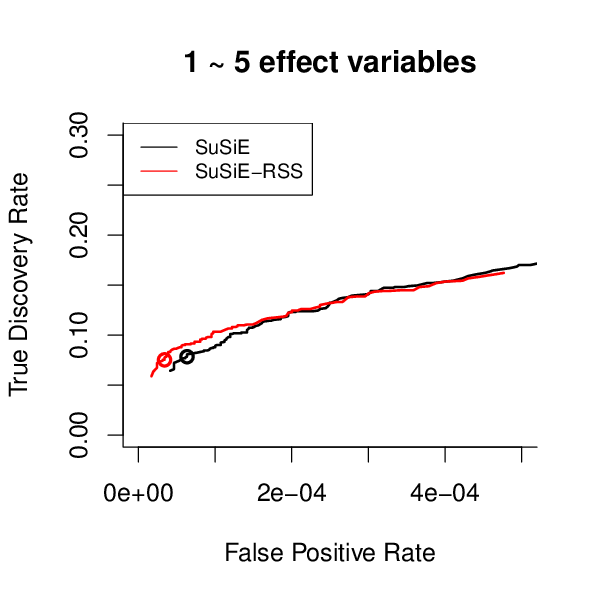 1 ~ 5 effect variables
SuSiE
SuSiE−RSS
True Discovery Rate
0.30
0.20
0.10
0.00
0e+00 2e−04 4e−04
False Positive Rate